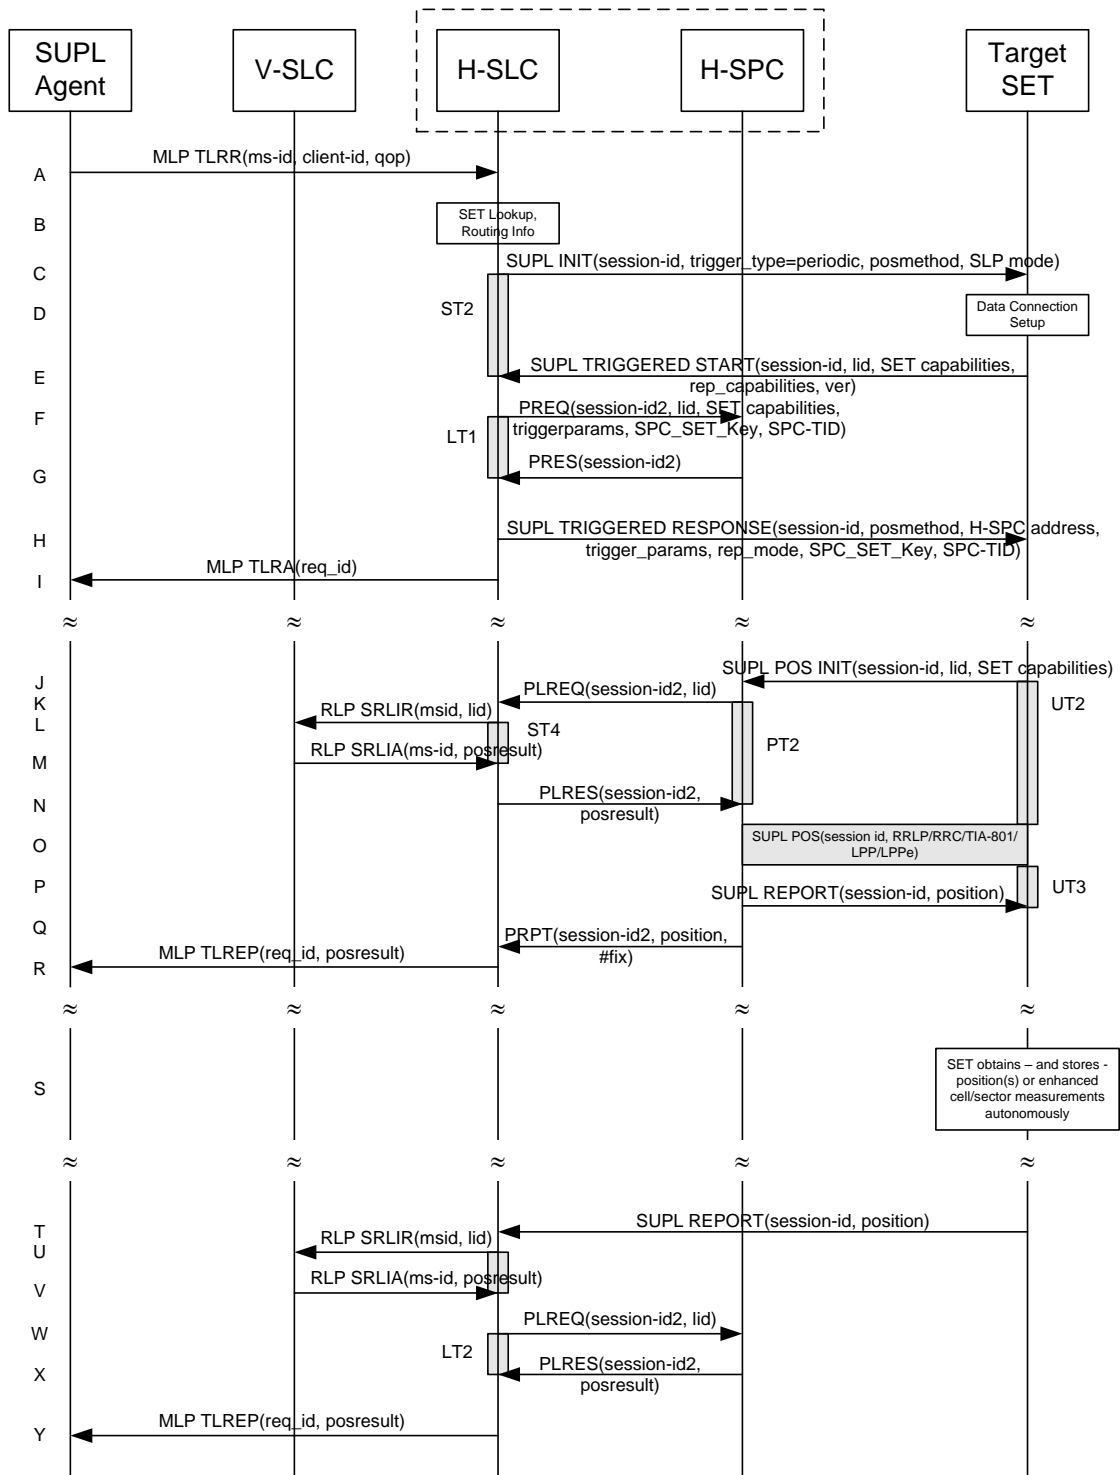 SUPL
Agent
V-SLC
H-SLC
H-SPC
Target
SET
A
MLP TLRR(ms-id, client-id, qop)
B
SET Lookup,
Routing Info
C
SUPL INIT(session-id, trigger_type=periodic, posmethod, SLP mode)
D
ST2
Data Connection
Setup
E
SUPL TRIGGERED START(session-id, lid, SET capabilities,
rep_capabilities, ver)
F
PREQ(session-id2, lid, SET capabilities,
triggerparams, SPC_SET_Key, SPC-TID)
LT1
G
PRES(session-id2)
H
SUPL TRIGGERED RESPONSE(session-id, posmethod, H-SPC address,
trigger_params, rep_mode, SPC_SET_Key, SPC-TID)
I
MLP TLRA(req_id)
≈ ≈ ≈ ≈ ≈
J
SUPL POS INIT(session-id, lid, SET capabilities)
K
PLREQ(session-id2, lid)
UT2
L
RLP SRLIR(msid, lid)
ST4
PT2
M
RLP SRLIA(ms-id, posresult)
N
PLRES(session-id2,
posresult)
O
SUPL POS(session id, RRLP/RRC/TIA-801/
LPP/LPPe)
P
SUPL REPORT(session-id, position)
UT3
Q
PRPT(session-id2, position,
#fix)
R
MLP TLREP(req_id, posresult)
≈ ≈ ≈ ≈ ≈
S
SET obtains – and stores -
position(s) or enhanced
cell/sector measurements
autonomously
≈ ≈ ≈ ≈ ≈
T
SUPL REPORT(session-id, position)
U
RLP SRLIR(msid, lid)
V
RLP SRLIA(ms-id, posresult)
W
PLREQ(session-id2, lid)
LT2
X
PLRES(session-id2,
posresult)
Y
MLP TLREP(req_id, posresult)